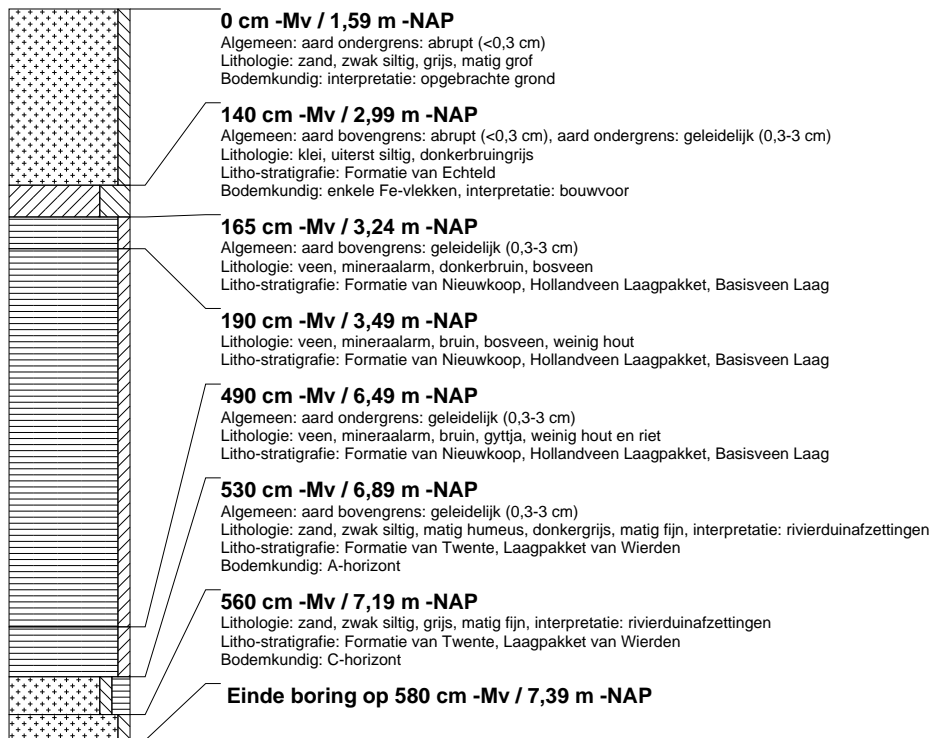 0 cm -Mv / 1,59 m -NAP
Algemeen: aard ondergrens: abrupt (<0,3 cm)
Lithologie: zand, zwak siltig, grijs, matig grof
Bodemkundig: interpretatie: opgebrachte grond
140 cm -Mv / 2,99 m -NAP
Algemeen: aard bovengrens: abrupt (<0,3 cm), aard ondergrens: geleidelijk (0,3-3 cm)
Lithologie: klei, uiterst siltig, donkerbruingrijs
Litho-stratigrafie: Formatie van Echteld
Bodemkundig: enkele Fe-vlekken, interpretatie: bouwvoor
165 cm -Mv / 3,24 m -NAP
Algemeen: aard bovengrens: geleidelijk (0,3-3 cm)
Lithologie: veen, mineraalarm, donkerbruin, bosveen
Litho-stratigrafie: Formatie van Nieuwkoop, Hollandveen Laagpakket, Basisveen Laag
190 cm -Mv / 3,49 m -NAP
Lithologie: veen, mineraalarm, bruin, bosveen, weinig hout
Litho-stratigrafie: Formatie van Nieuwkoop, Hollandveen Laagpakket, Basisveen Laag
490 cm -Mv / 6,49 m -NAP
Algemeen: aard ondergrens: geleidelijk (0,3-3 cm)
Lithologie: veen, mineraalarm, bruin, gyttja, weinig hout en riet
Litho-stratigrafie: Formatie van Nieuwkoop, Hollandveen Laagpakket, Basisveen Laag
530 cm -Mv / 6,89 m -NAP
Algemeen: aard bovengrens: geleidelijk (0,3-3 cm)
Lithologie: zand, zwak siltig, matig humeus, donkergrijs, matig fijn, interpretatie: rivierduinafzettingen
Litho-stratigrafie: Formatie van Twente, Laagpakket van Wierden
Bodemkundig: A-horizont
560 cm -Mv / 7,19 m -NAP
Lithologie: zand, zwak siltig, grijs, matig fijn, interpretatie: rivierduinafzettingen
Litho-stratigrafie: Formatie van Twente, Laagpakket van Wierden
Bodemkundig: C-horizont
Einde boring op 580 cm -Mv / 7,39 m -NAP